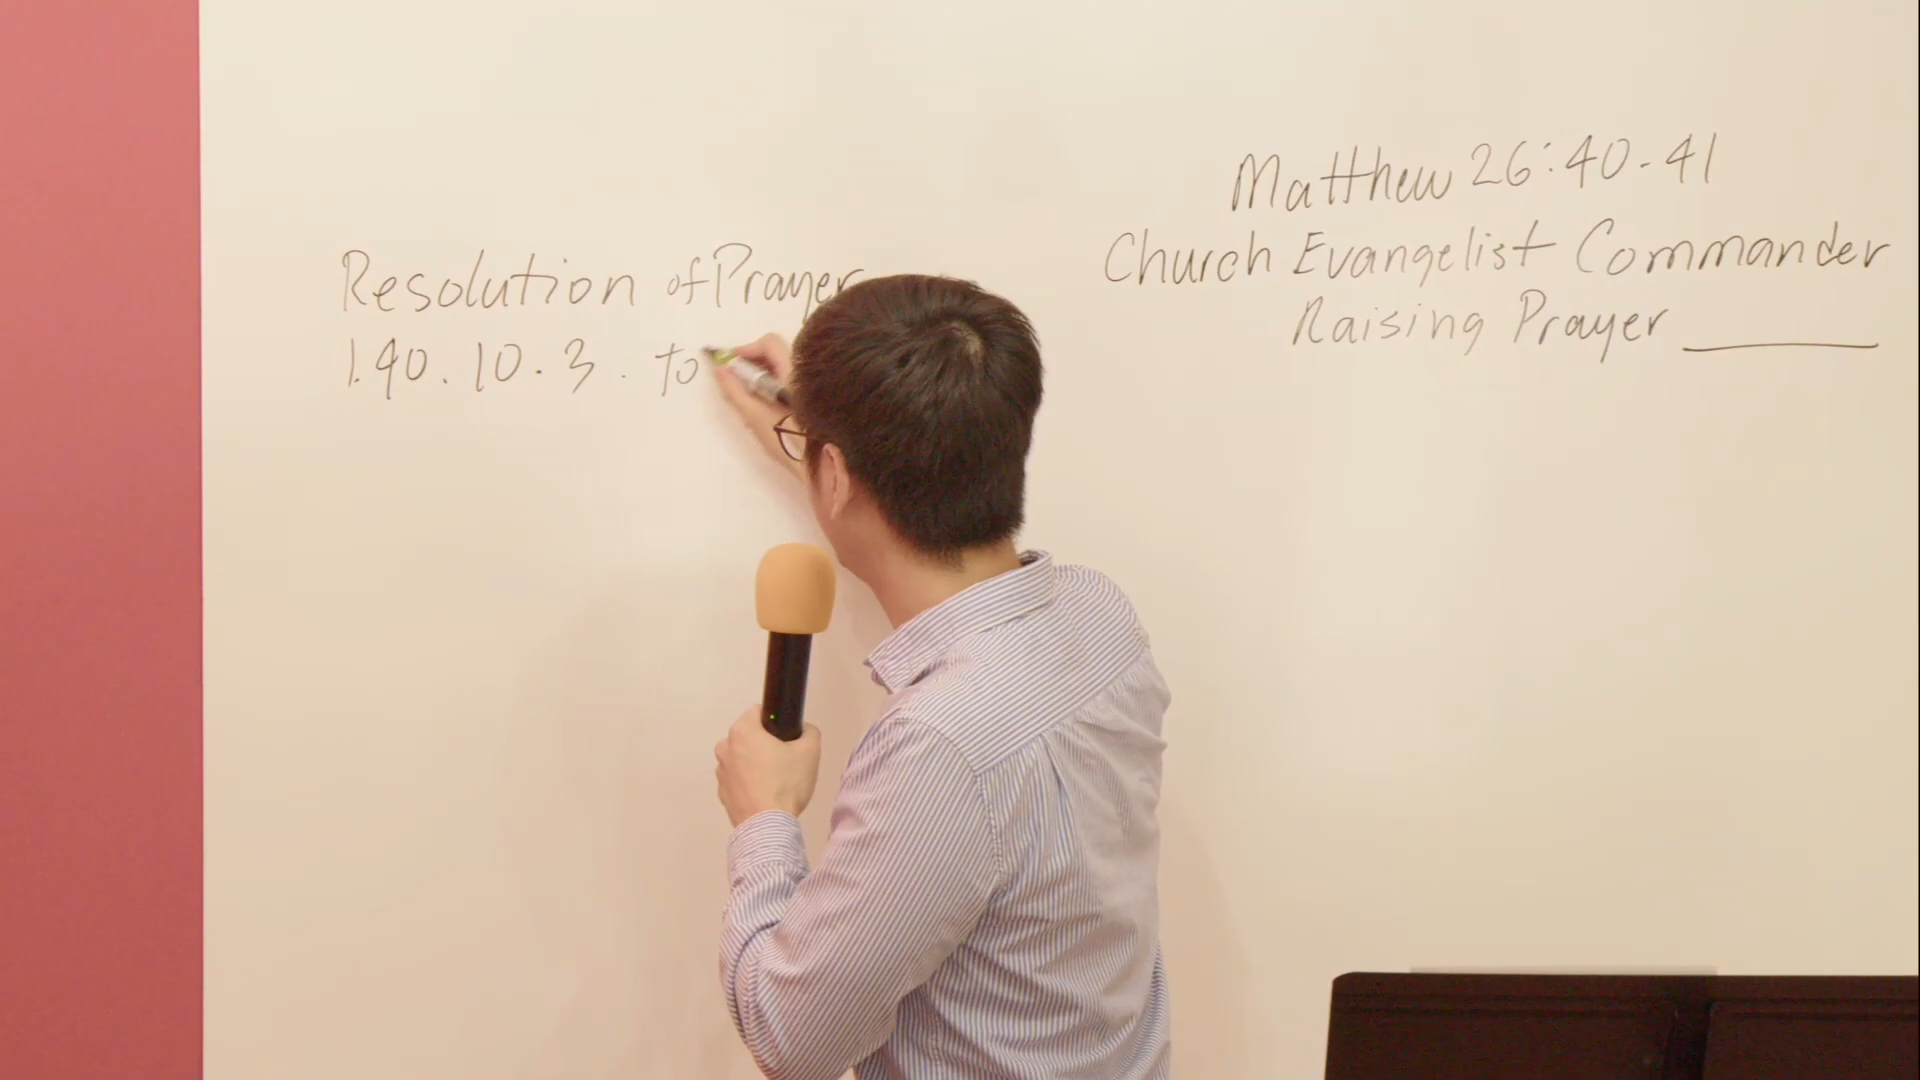 Resolution of Prayer
1.40.10.3. to
Matthew 26:40-41
Church Evangelist Commander
Raising Prayer